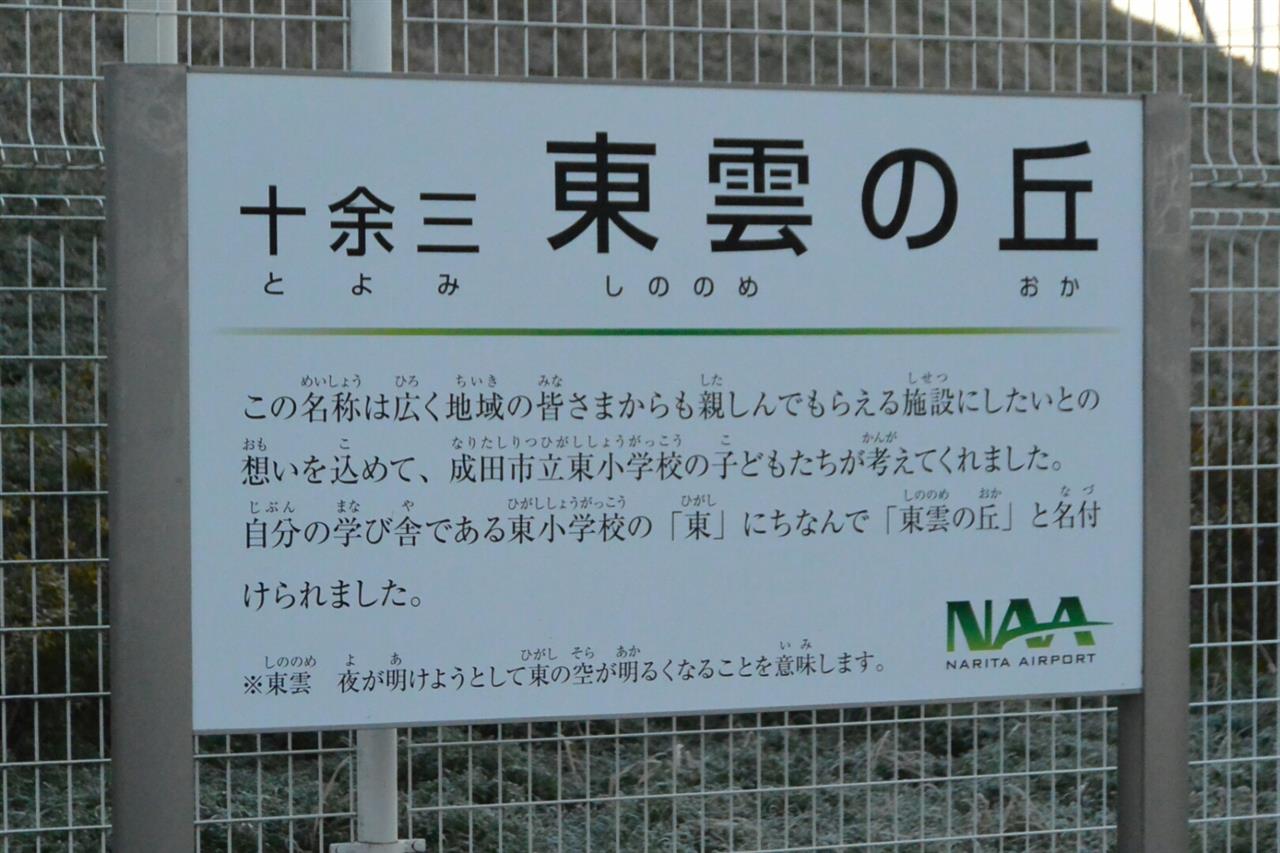 十余三 東雲の丘
とよみ しののめ おか
めいしょう ひろ ちいき みな した しせつ
この名称は広く地域の皆さまからも親しんでもらえる施設にしたいとの
おも こ なりたしりつひがししょうがっこう こ かんが
想いを込めて、成田市立東小学校の子どもたちが考えてくれました。
じぶん まな や ひがししょうがっこう ひがし しののめ おか なづ
自分の学び舎である東小学校の「東」にちなんで「東雲の丘」と名付
けられました。
NAA
NARITA AIRPORT
しののめ よ あ ひがし そら あか いみ
※東雲 夜が明けようとして東の空が明るくなることを意味します。